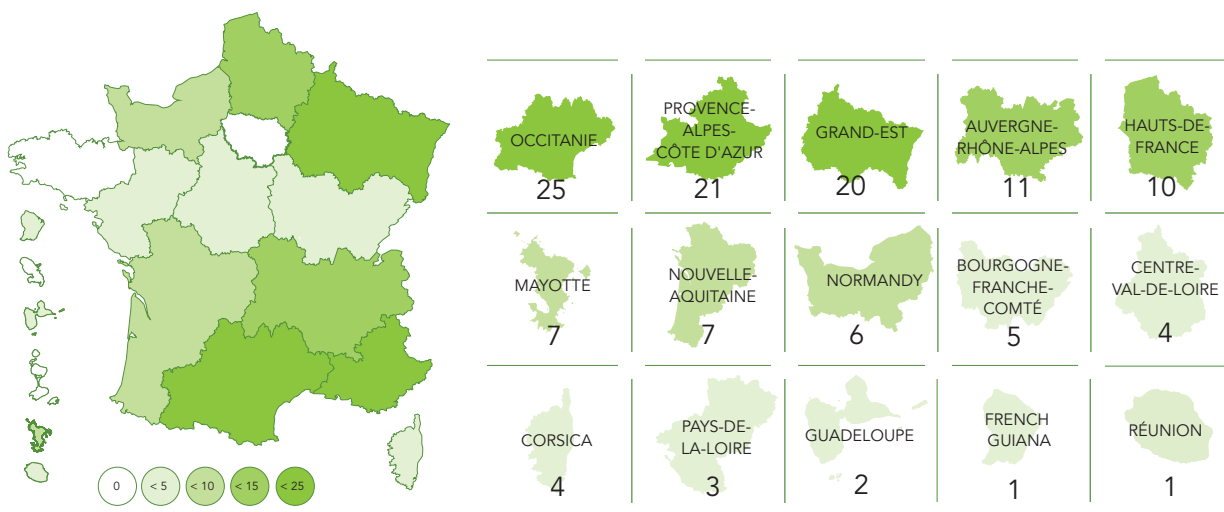 OCCITANIE
25
PROVENCE-
ALPES-
CÔTE D'AZUR
21
GRAND-EST
20
AUVERGNE-
RHÔNE-ALPES
11
HAUTS-DE-
FRANCE
10
MAYOTTE
7
NOUVELLE-
AQUITAINE
7
NORMANDY
6
BOURGOGNE-
FRANCHE-
COMTÉ
5
CENTRE-
VAL-DE-LOIRE
4
CORSICA
4
PAYS-DE-
LA-LOIRE
3
GUADELOUPE
2
FRENCH
GUIANA
1
RÉUNION
1
0
< 5
< 10
< 15
< 25